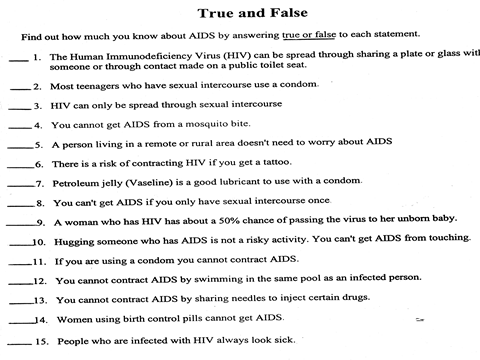 True and False
Find out how much you know about AIDS by answering true or false to each statement.
____ 1. The Human Immunodeficiency Virus (HIV) can be spread through sharing a plate or glass with
someone or through contact made on a public toilet seat.
____ 2. Most teenagers who have sexual intercourse use a condom.
____ 3. HIV can only be spread through sexual intercourse
____ 4. You cannot get AIDS from a mosquito bite.
____ 5. A person living in a remote or rural area doesn't need to worry about AIDS
____ 6. There is a risk of contracting HIV if you get a tattoo.
____ 7. Petroleum jelly (Vaseline) is a good lubricant to use with a condom.
____ 8. You can't get AIDS if you only have sexual intercourse once.
____ 9. A woman who has HIV has about a 50% chance of passing the virus to her unborn baby.
____ 10. Hugging someone who has AIDS is not a risky activity. You can't get AIDS from touching.
____ 11. If you are using a condom you cannot contract AIDS.
____ 12. You cannot contract AIDS by swimming in the same pool as an infected person.
____ 13. You cannot contract AIDS by sharing needles to inject certain drugs.
____ 14. Women using birth control pills cannot get AIDS.
____ 15. People who are infected with HIV always look sick.